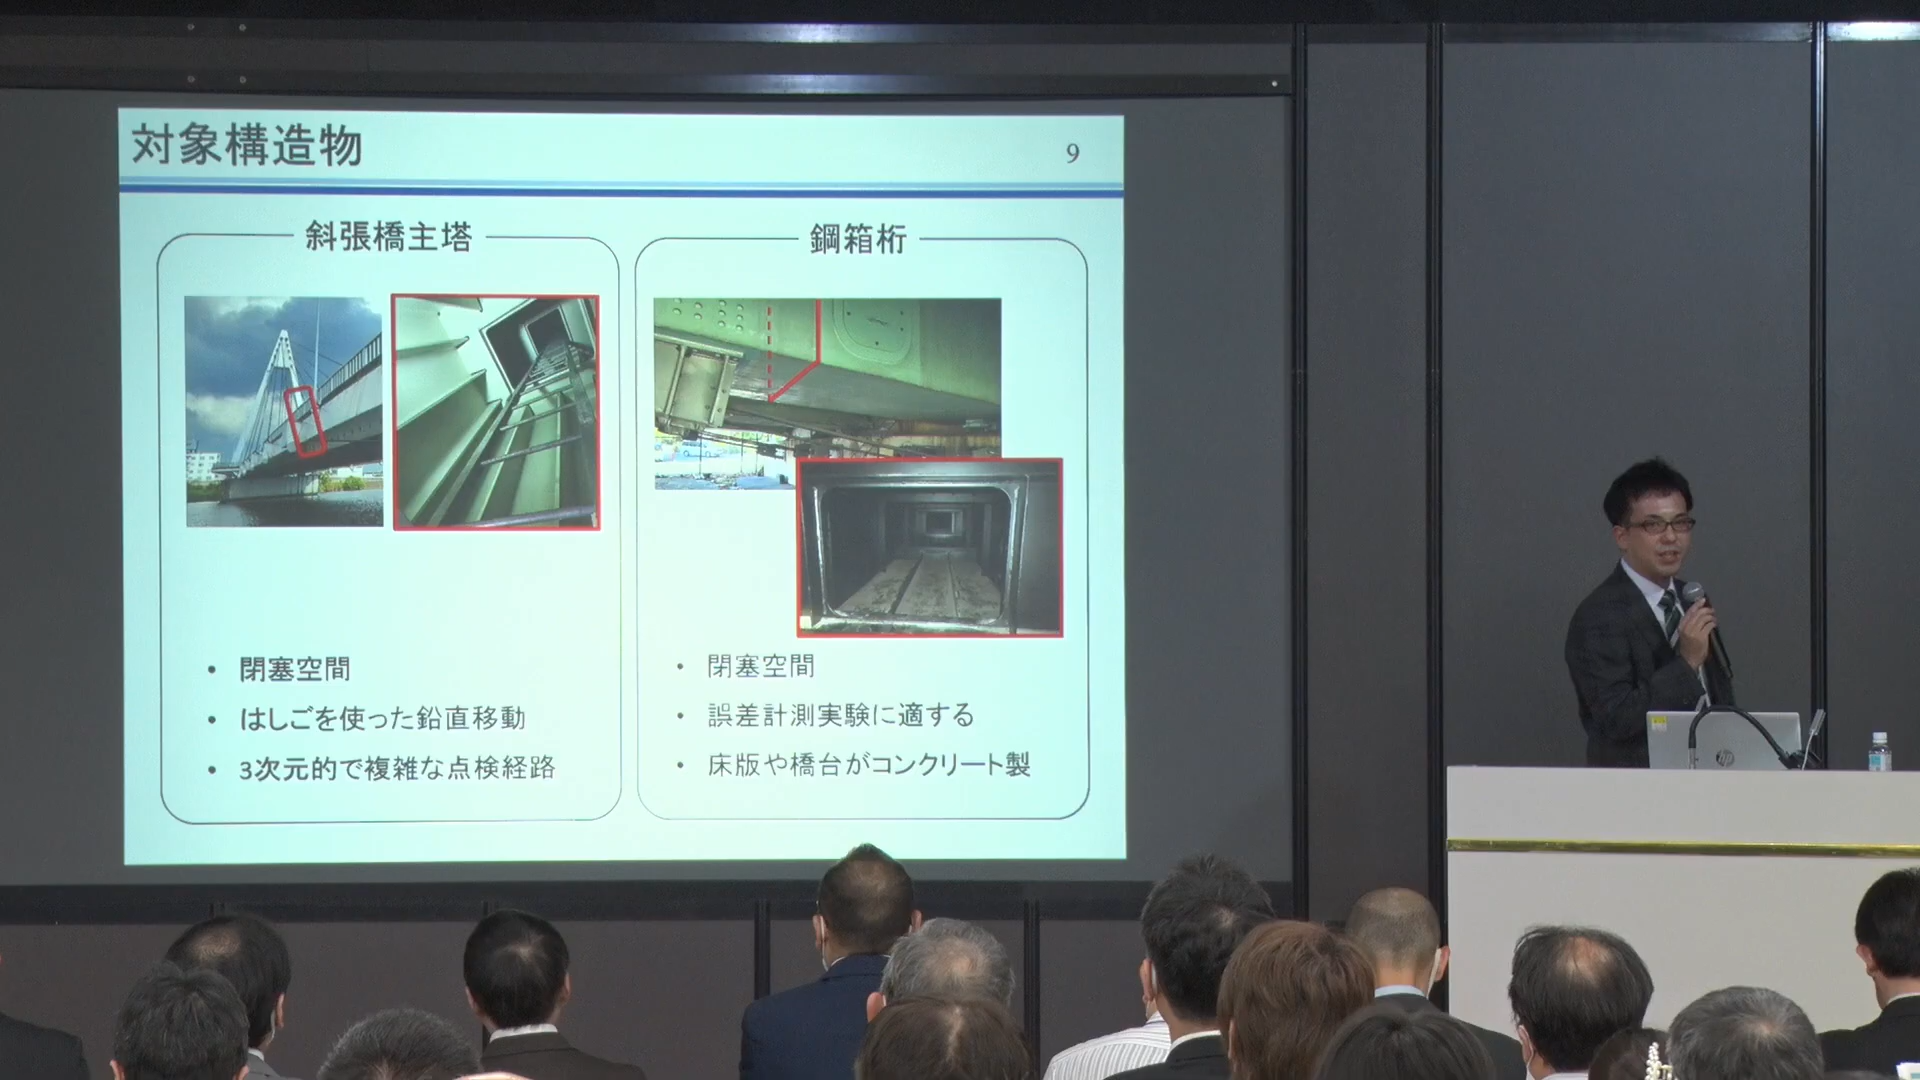 対象構造物
9
斜張橋主塔
• 閉塞空間
• はしごを使った鉛直移動
• 3次元的で複雑な点検経路
鋼箱桁
• 閉塞空間
• 誤差計測実験に適する
• 床版や橋台がコンクリート製
hp